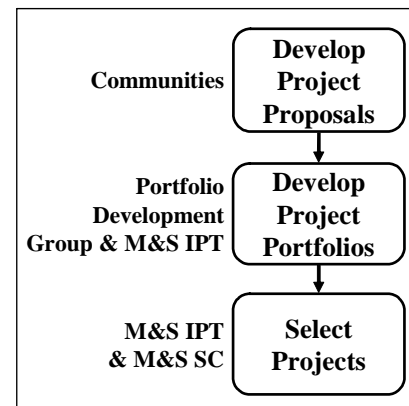 Communities
Develop
Project
Proposals
Portfolio
Development
Group & M&S IPT
Develop
Project
Portfolios
M&S IPT
& M&S SC
Select
Projects